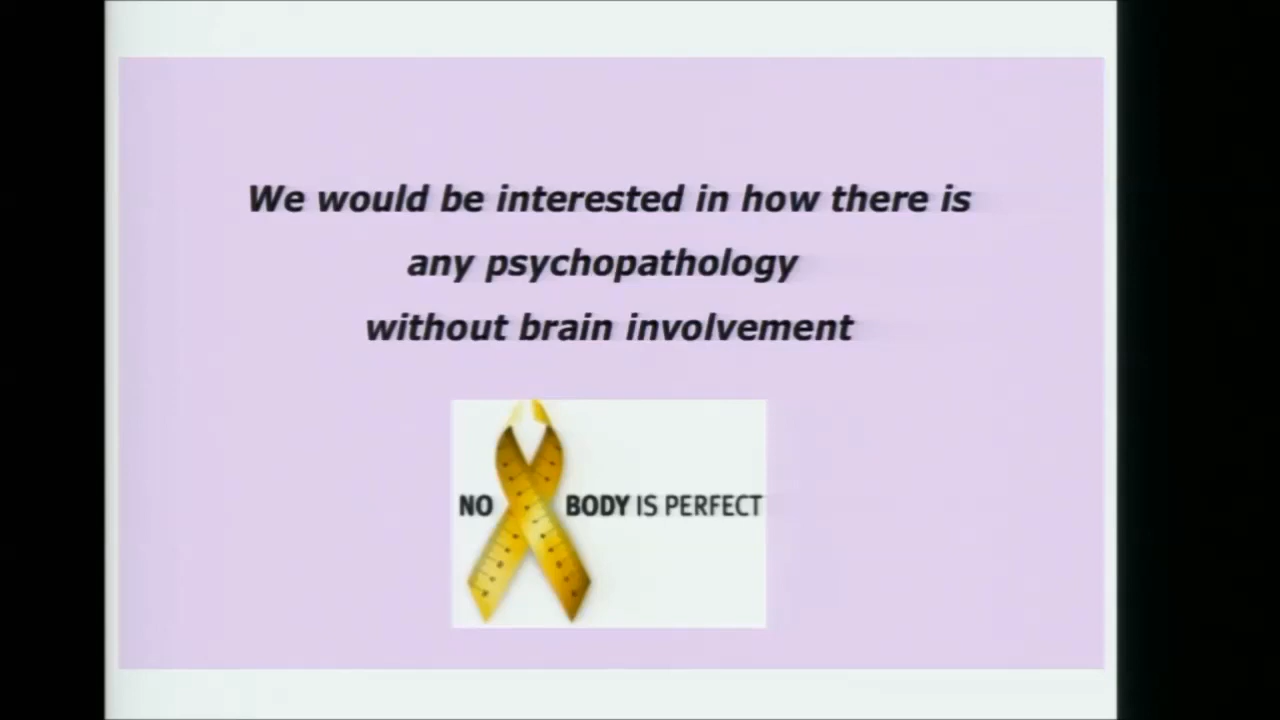 We would be interested in how there is
any psychopathology
without brain involvement
NO BODY IS PERFECT